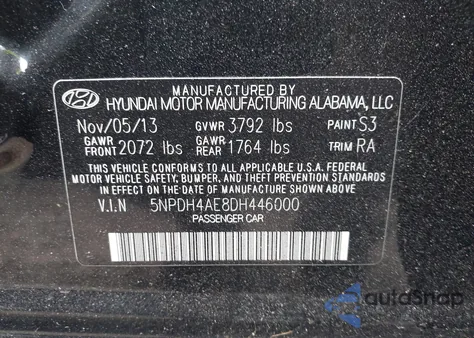 MANUFACTURED BY
HYUNDAI MOTOR MANUFACTURING ALABAMA, LLC
Nov/05/13 GVWR 3792 lbs PAINT S3
GAWR FRONT 2072 lbs GAWR REAR 1764 lbs TRIM RA
THIS VEHICLE CONFORMS TO ALL APPLICABLE U.S.A. FEDERAL
MOTOR VEHICLE SAFETY, BUMPER, AND THEFT PREVENTION STANDARDS
IN EFFECT ON THE DATE OF MANUFACTURE SHOWN ABOVE
V.I.N 5NPDH4AE8DH446000
PASSENGER CAR
autoSnap